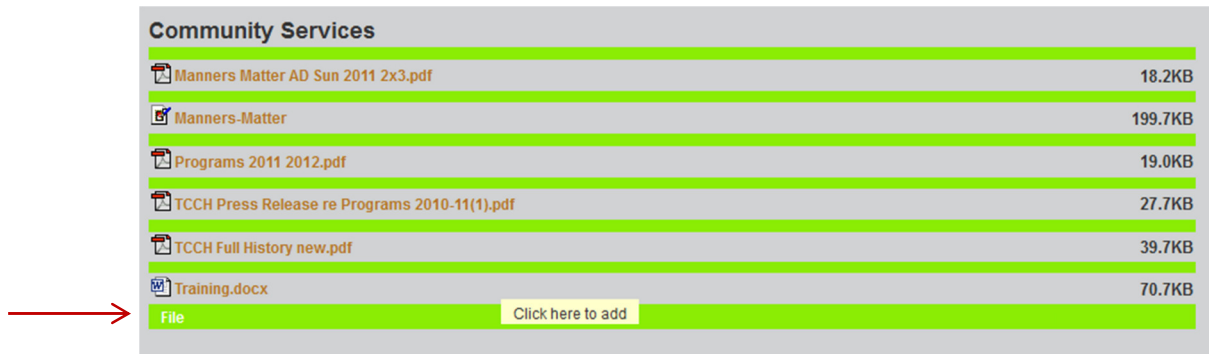 Community Services
Manners Matter AD Sun 2011 2x3.pdf 18.2KB
Manners-Matter 199.7KB
Programs 2011 2012.pdf 19.0KB
TCCH Press Release re Programs 2010-11(1).pdf 27.7KB
TCCH Full History new.pdf 39.7KB
Training.docx 70.7KB
File Click here to add